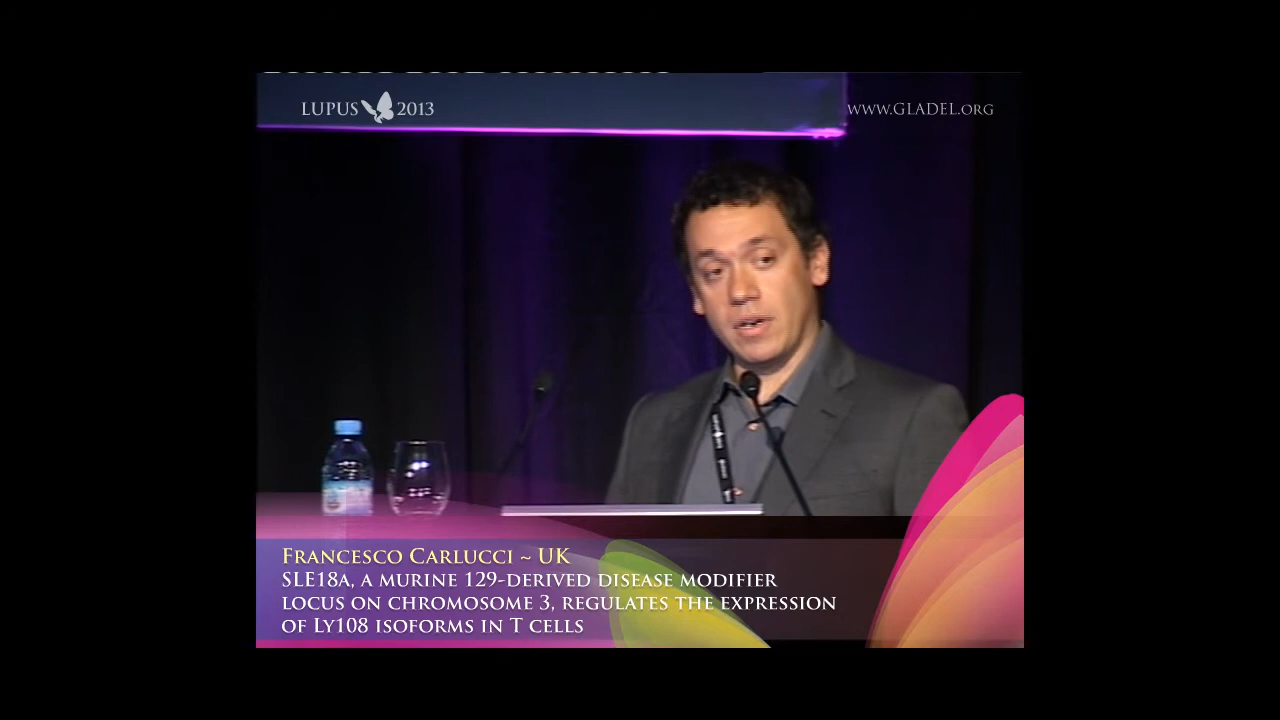 LUPUS 2013
WWW.GLADEL.ORG
FRANCESCO CARLUCCI ~ UK
SLE18A, A MURINE 129-DERIVED DISEASE MODIFIER
LOCUS ON CHROMOSOME 3, REGULATES THE EXPRESSION
OF LY108 ISOFORMS IN T CELLS